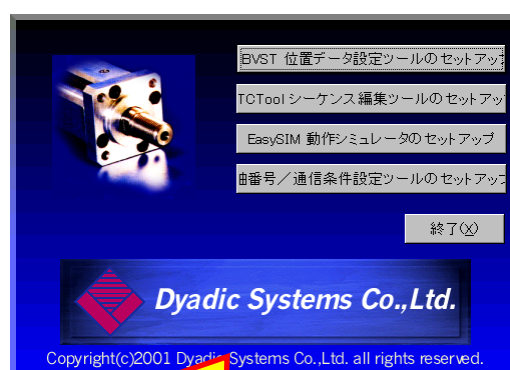 BVST 位置データ設定ツールのセットアップ
TCTool シーケンス編集ツールのセットアッ
EasySIM 動作シミュレータのセットアップ
番号／通信条件設定ツールのセットアップ
終了(X)
Dyadic Systems Co.,Ltd.
Copyright(c)2001 Dyadic Systems Co.,Ltd. all rights reserved.